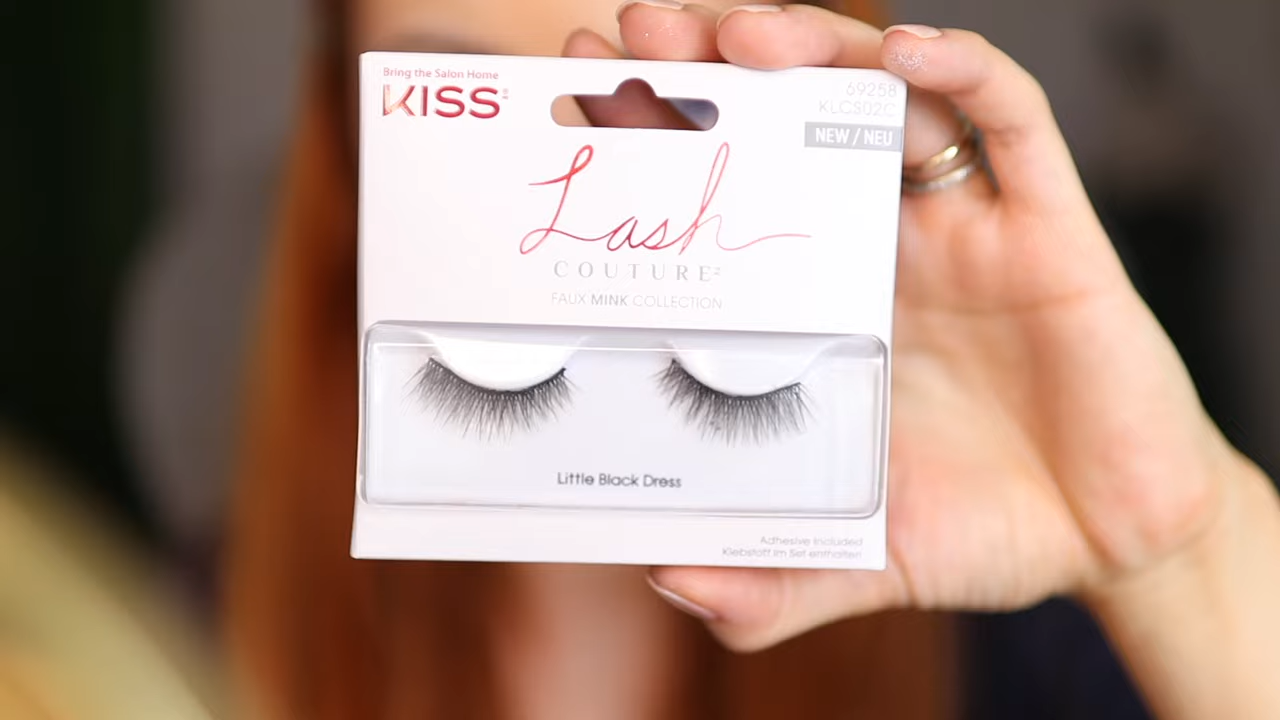 Bring the Salon Home
KISS®
69258
KLCS02C
NEW / NEU
Lash
COUTURE™
FAUX MINK COLLECTION
Little Black Dress
Adhesive Included
Klebstoff im Set enthalten